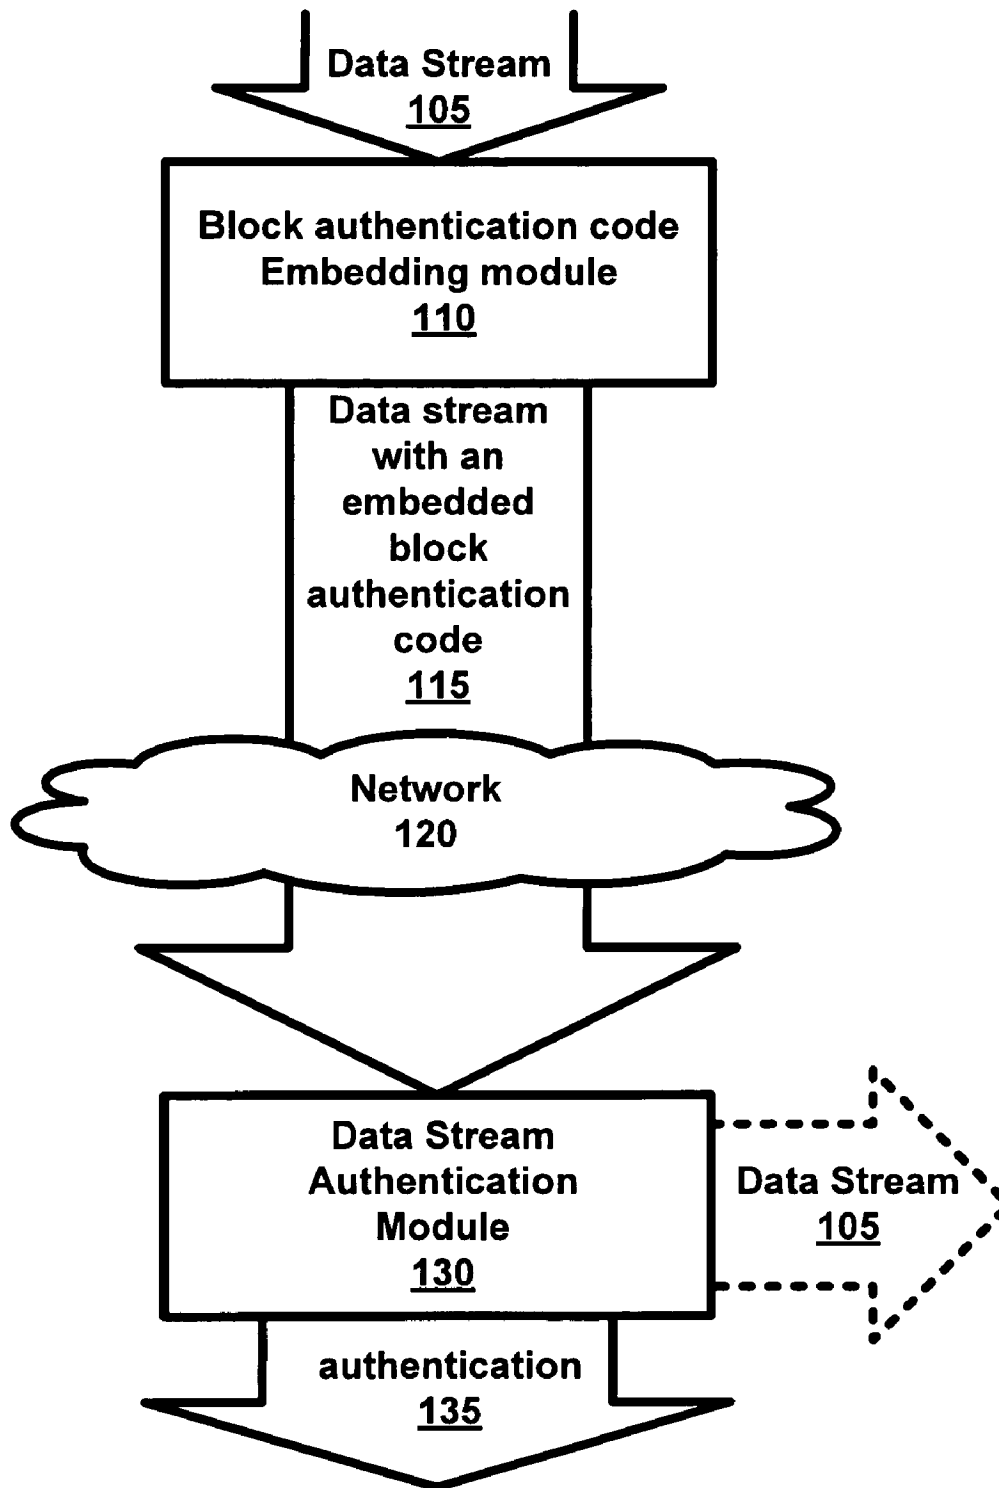 Data Stream
105
Block authentication code
Embedding module
110
Data stream
with an
embedded
block
authentication
code
115
Network
120
Data Stream
Authentication
Module
130
Data Stream
105
authentication
135